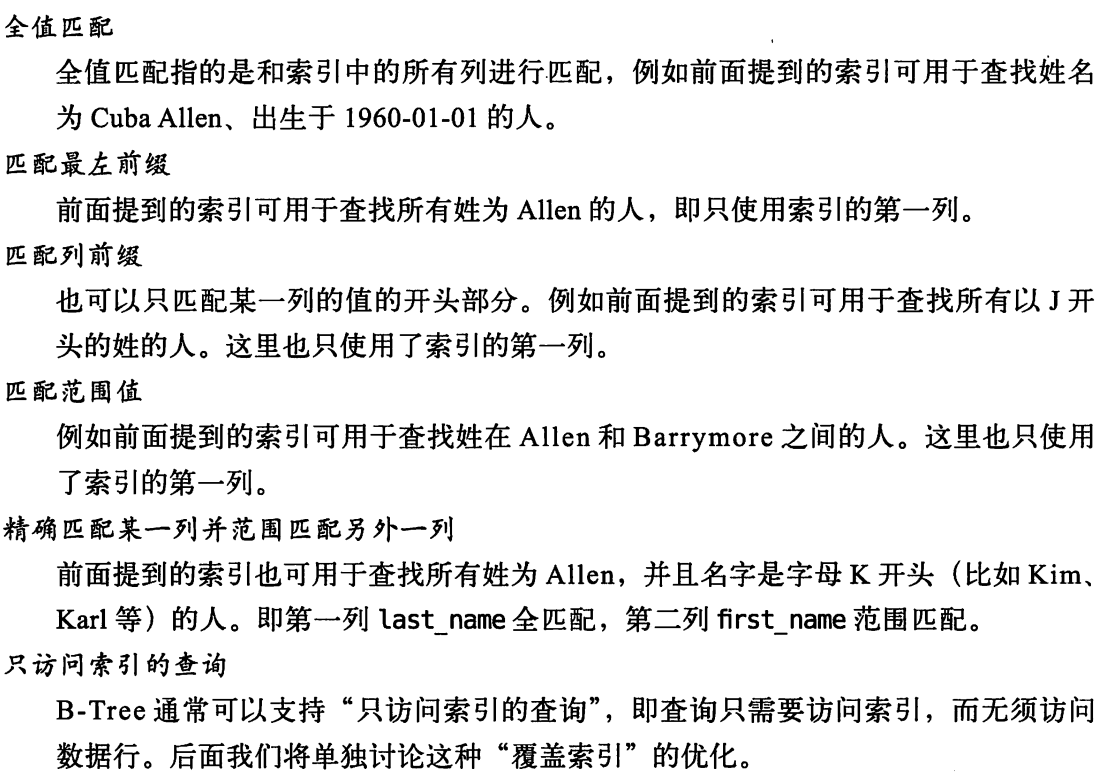 全值匹配
全值匹配指的是和索引中的所有列进行匹配，例如前面提到的索引可用于查找姓名
为 Cuba Allen、出生于 1960-01-01 的人。
匹配最左前缀
前面提到的索引可用于查找所有姓为 Allen 的人，即只使用索引的第一列。
匹配列前缀
也可以只匹配某一列的值的开头部分。例如前面提到的索引可用于查找所有以 J 开
头的姓的人。这里也只使用了索引的第一列。
匹配范围值
例如前面提到的索引可用于查找姓在 Allen 和 Barrymore 之间的人。这里也只使用
了索引的第一列。
精确匹配某一列并范围匹配另外一列
前面提到的索引也可用于查找所有姓为 Allen，并且名字是字母 K 开头（比如 Kim、
Karl 等）的人。即第一列 last_name 全匹配，第二列 first_name 范围匹配。
只访问索引的查询
B-Tree 通常可以支持“只访问索引的查询”，即查询只需要访问索引，而无须访问
数据行。后面我们将单独讨论这种“覆盖索引”的优化。